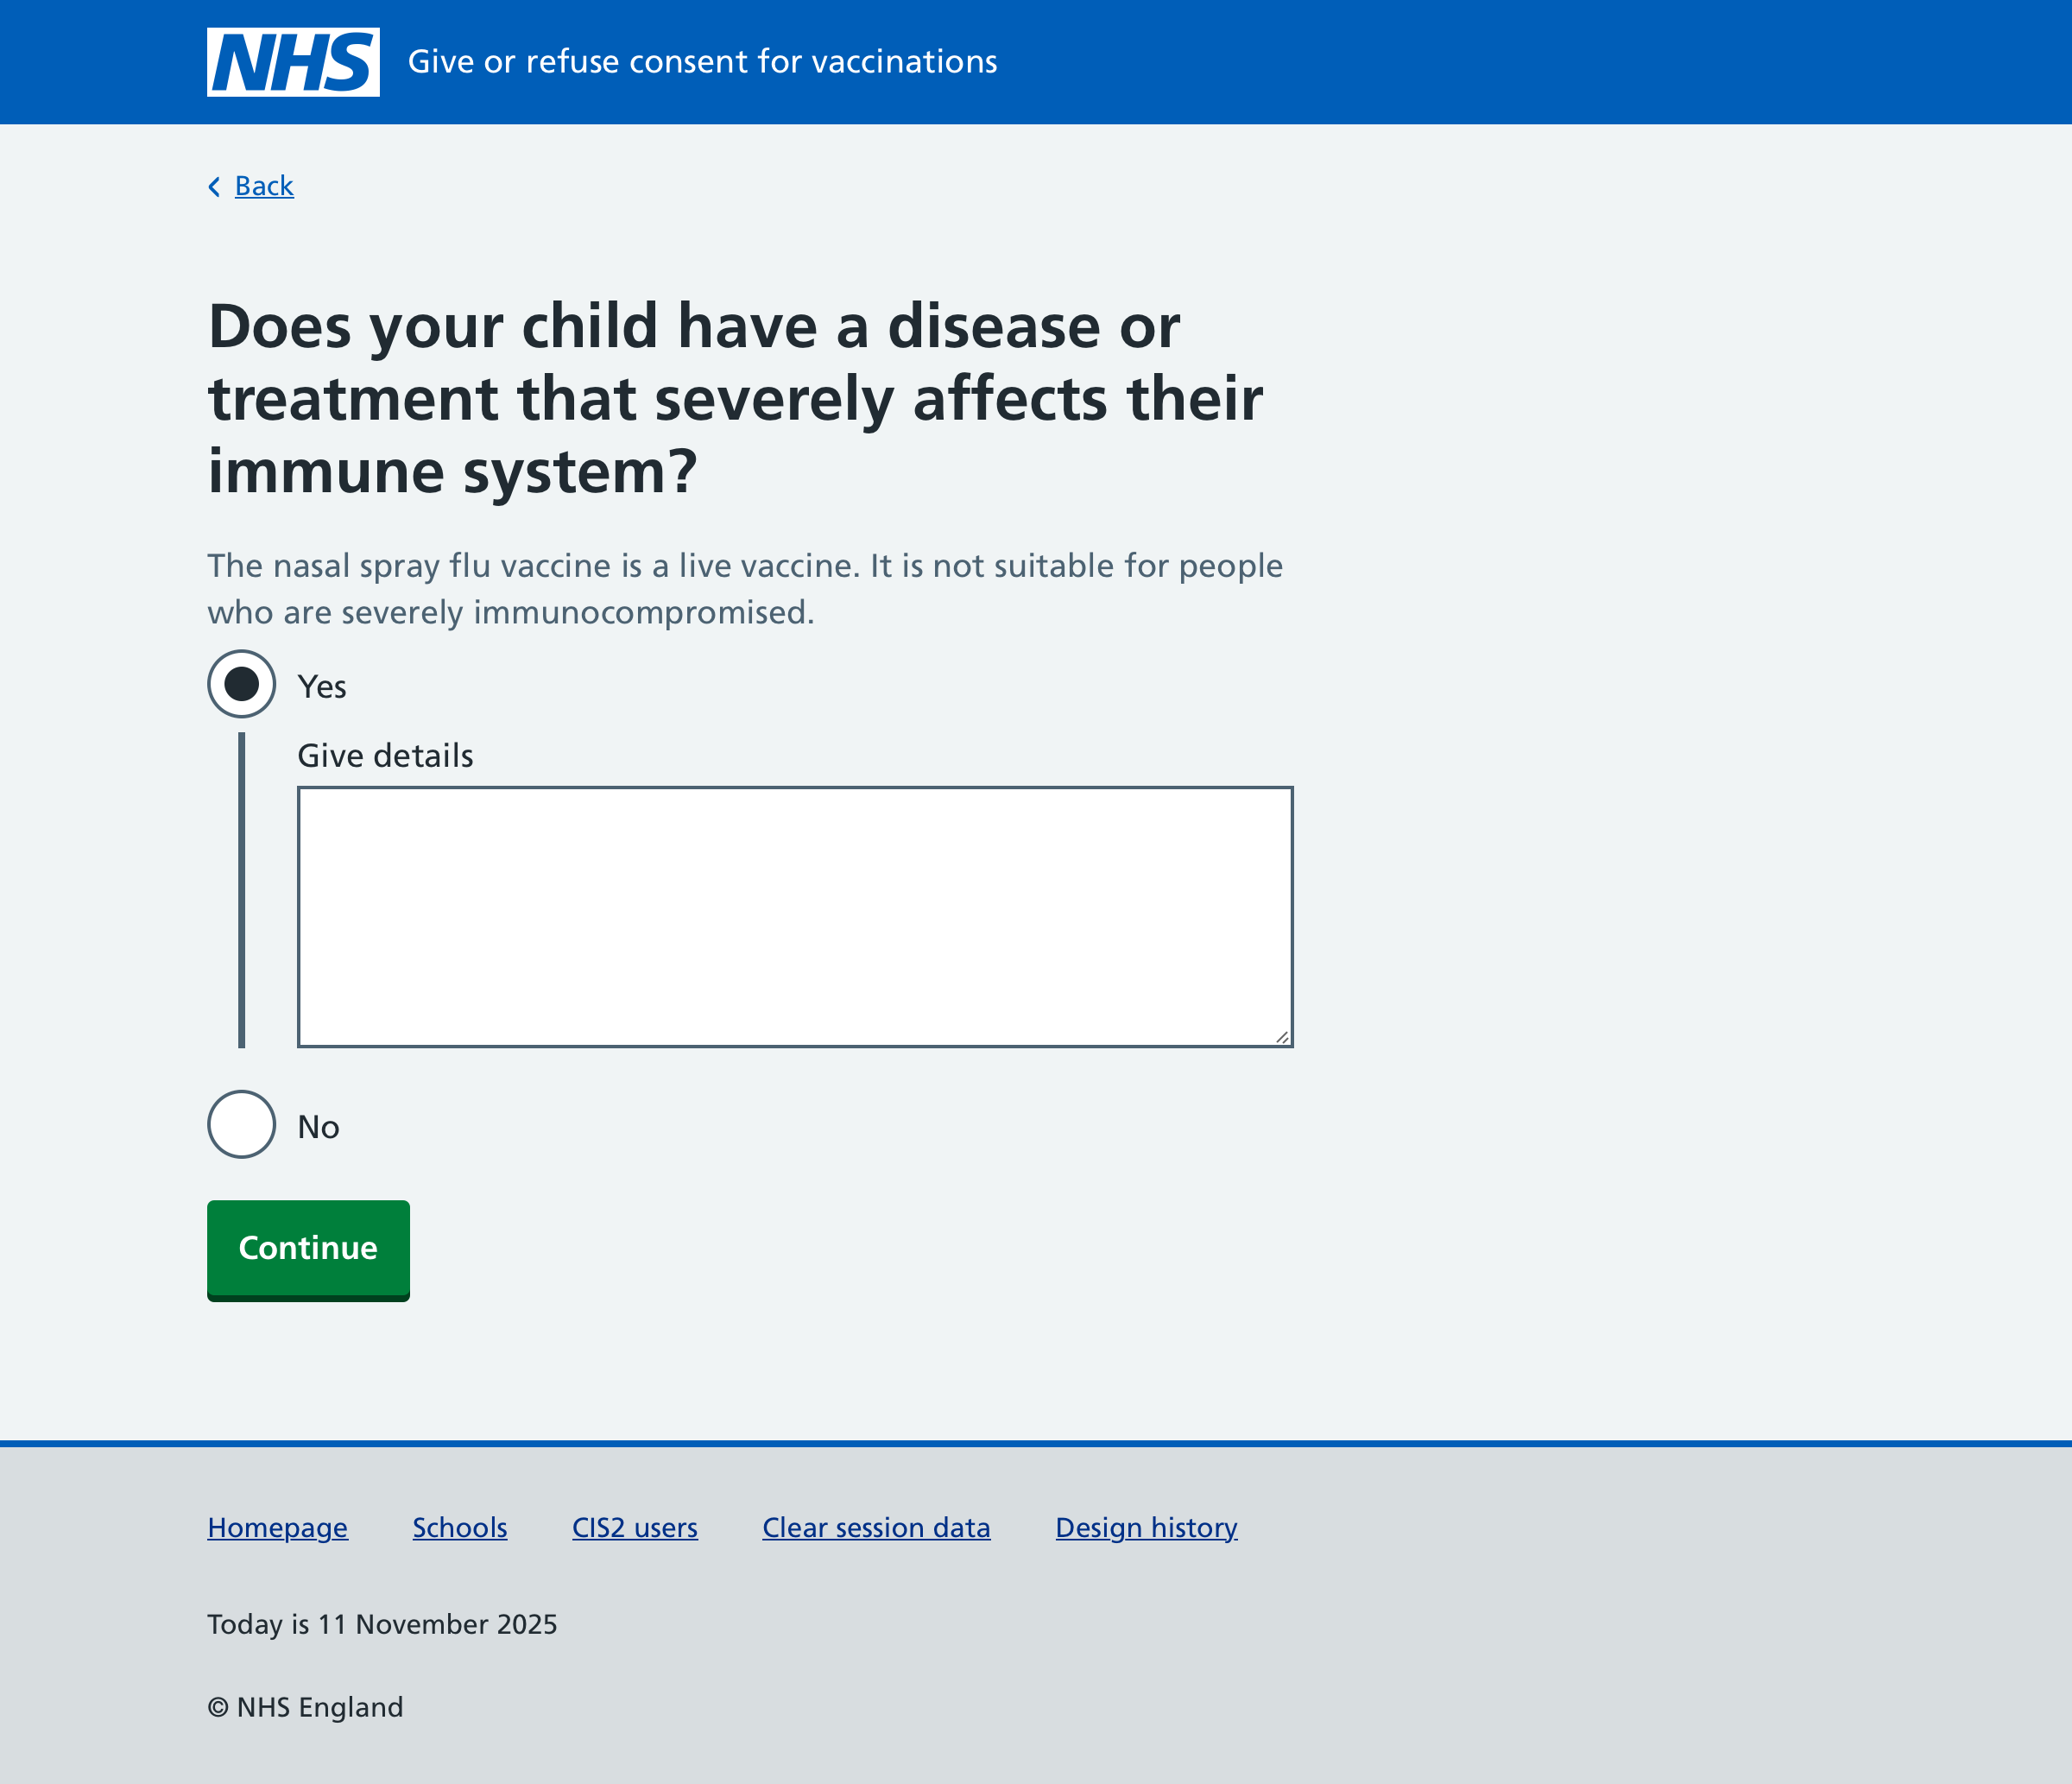 NHS
Give or refuse consent for vaccinations
Back
Does your child have a disease or
treatment that severely affects their
immune system?
The nasal spray flu vaccine is a live vaccine. It is not suitable for people
who are severely immunocompromised.
Yes
Give details
No
Continue
Homepage Schools CIS2 users Clear session data Design history
Today is 11 November 2025
© NHS England